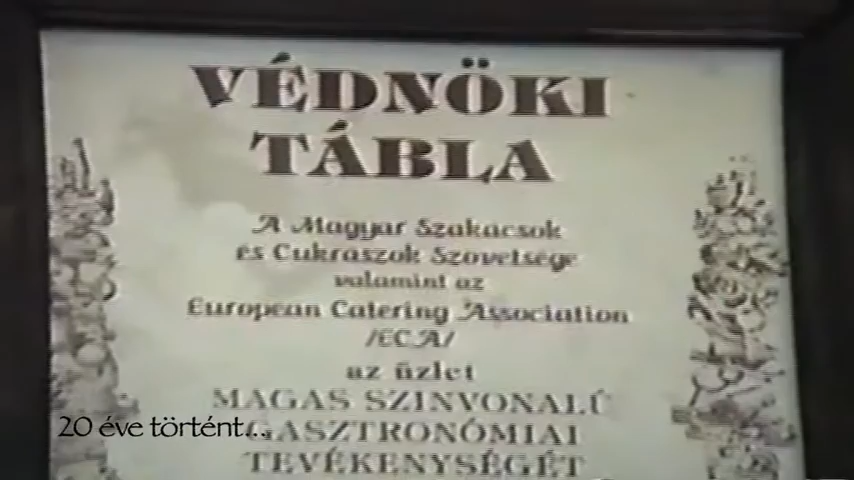 VÉDNÖKI
TÁBLA
A Magyar Szakácsok
és Cukrászok Szövetsége
valamint az
European Catering Association
/ECA/
az üzlet
MAGAS SZINVONALÚ
GASZTRONÓMIAI
TEVÉKENYSÉGÉT
20 éve történt...